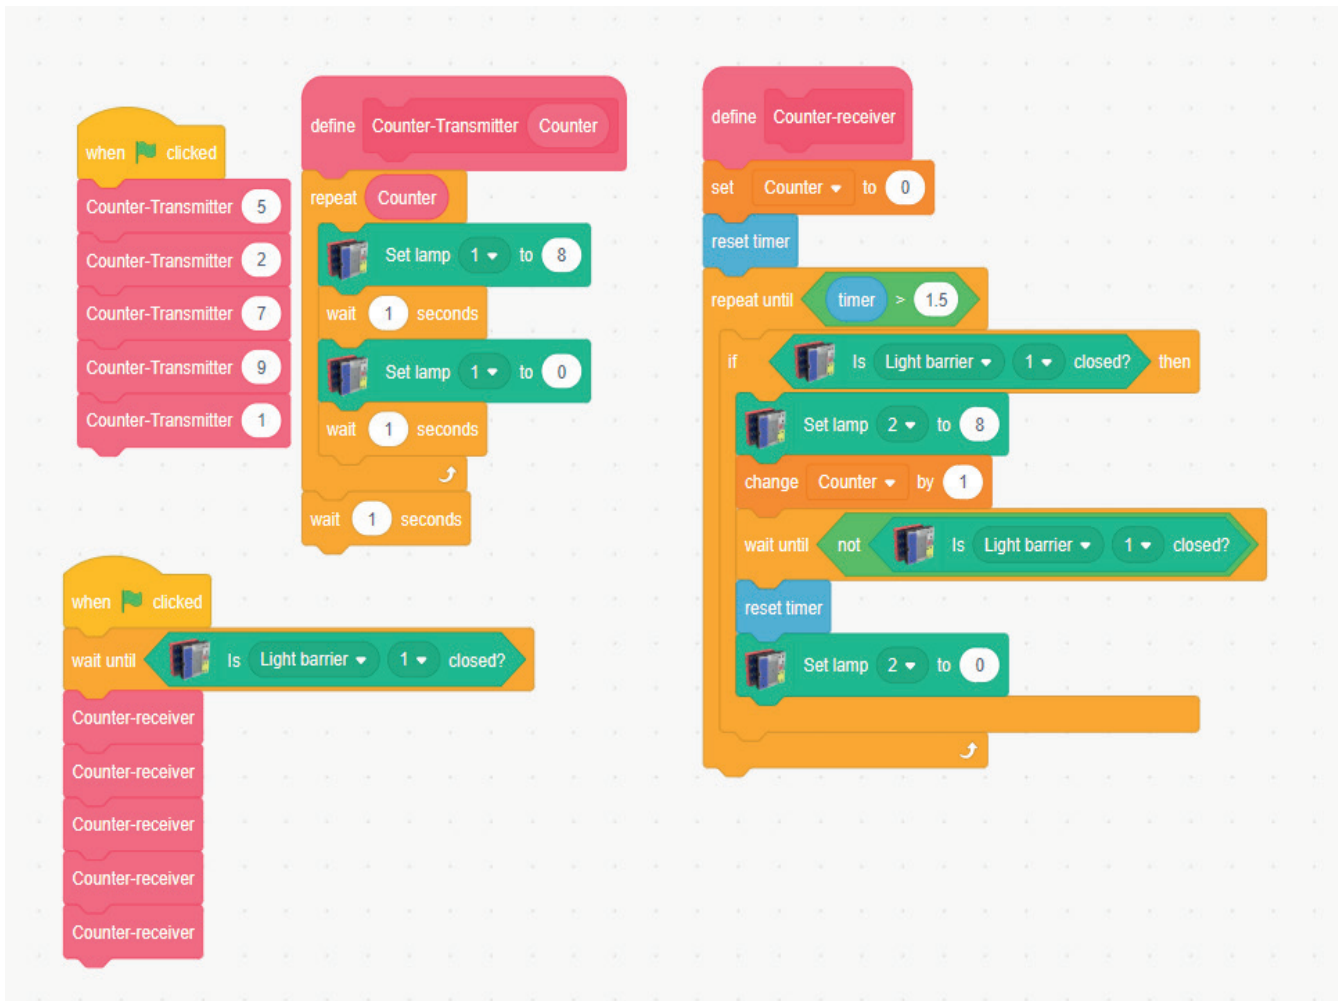 when clicked
Counter-Transmitter 5
Counter-Transmitter 2
Counter-Transmitter 7
Counter-Transmitter 9
Counter-Transmitter 1
define Counter-Transmitter Counter
repeat Counter
Set lamp 1 to 8
wait 1 seconds
Set lamp 1 to 0
wait 1 seconds
wait 1 seconds
when clicked
wait until Is Light barrier 1 closed?
Counter-receiver
Counter-receiver
Counter-receiver
Counter-receiver
Counter-receiver
define Counter-receiver
set Counter to 0
reset timer
repeat until timer > 1.5
if Is Light barrier 1 closed? then
Set lamp 2 to 8
change Counter by 1
wait until not Is Light barrier 1 closed?
reset timer
Set lamp 2 to 0